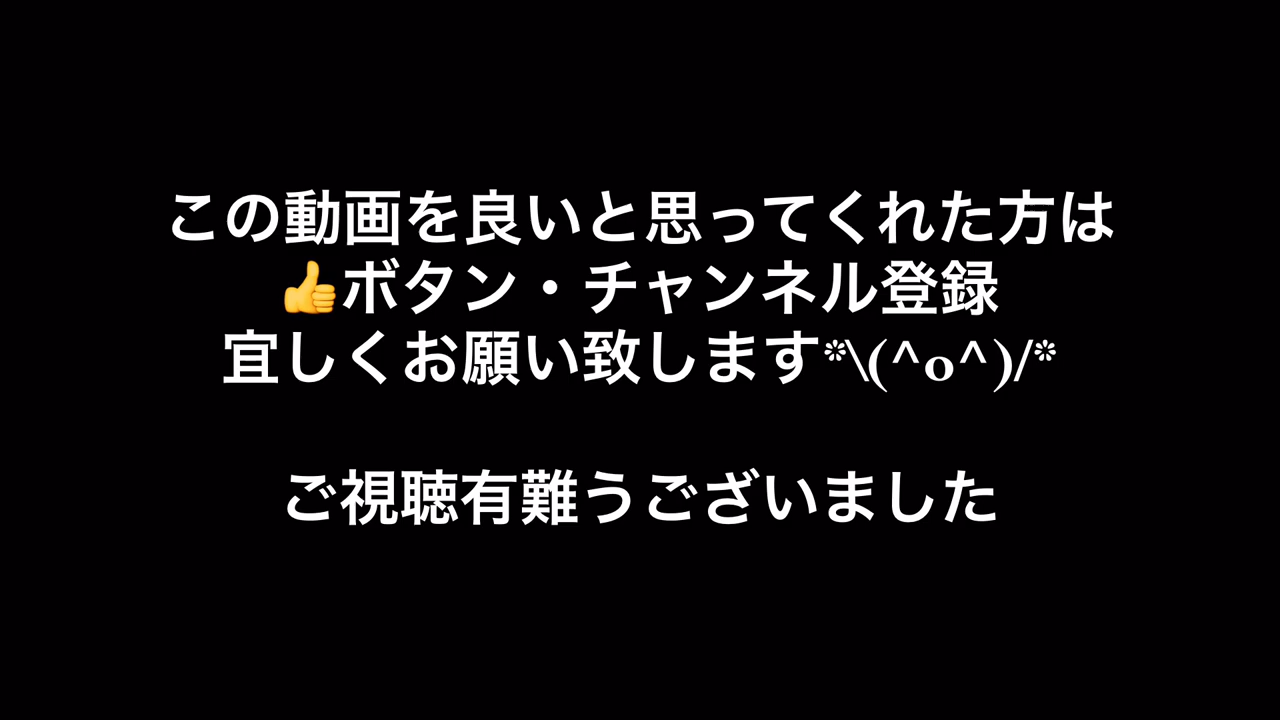 この動画を良いと思ってくれた方は
👍ボタン・チャンネル登録
宜しくお願い致します*\(^o^)/*
ご視聴有難うございました